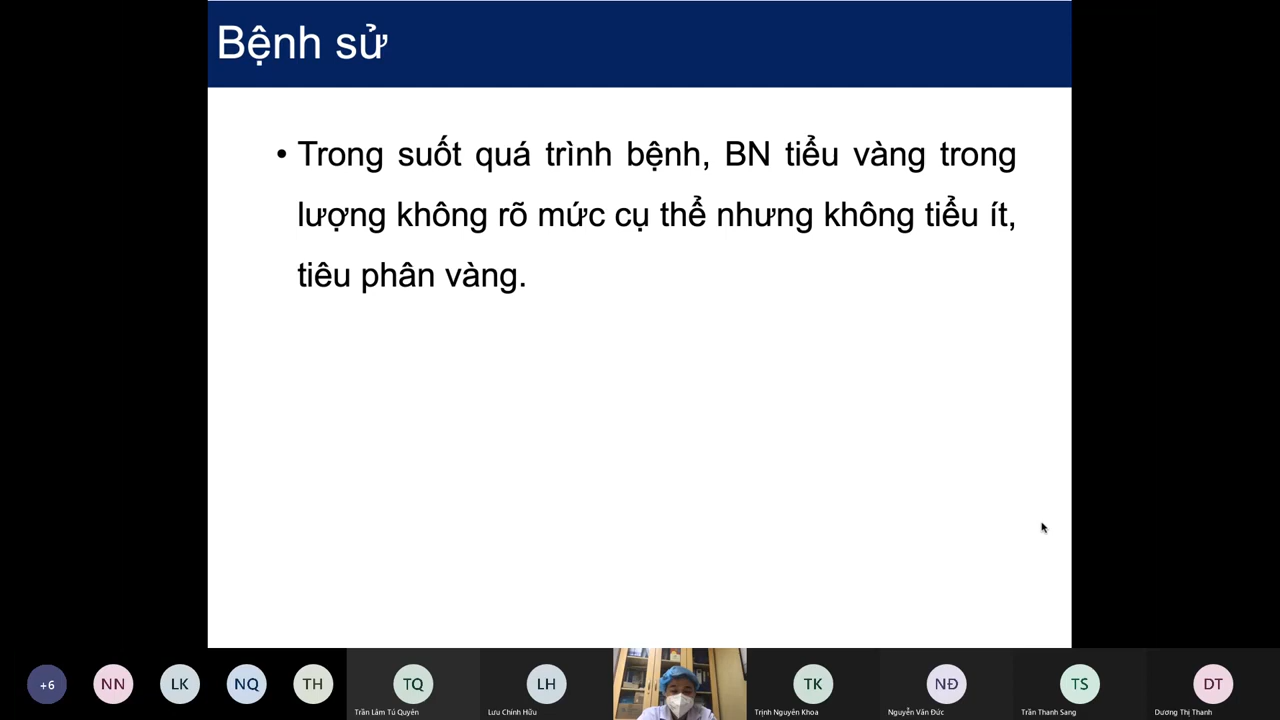 Bệnh sử
• Trong suốt quá trình bệnh, BN tiểu vàng trong
lượng không rõ mức cụ thể nhưng không tiểu ít,
tiêu phân vàng.
+6
NN
LK
NQ
TH
TQ
LH
TK
NĐ
TS
DT
Trần Lâm Tú Quyên
Lưu Chính Hữu
Trịnh Nguyên Khoa
Nguyễn Văn Đức
Trần Thanh Sang
Dương Thị Thanh